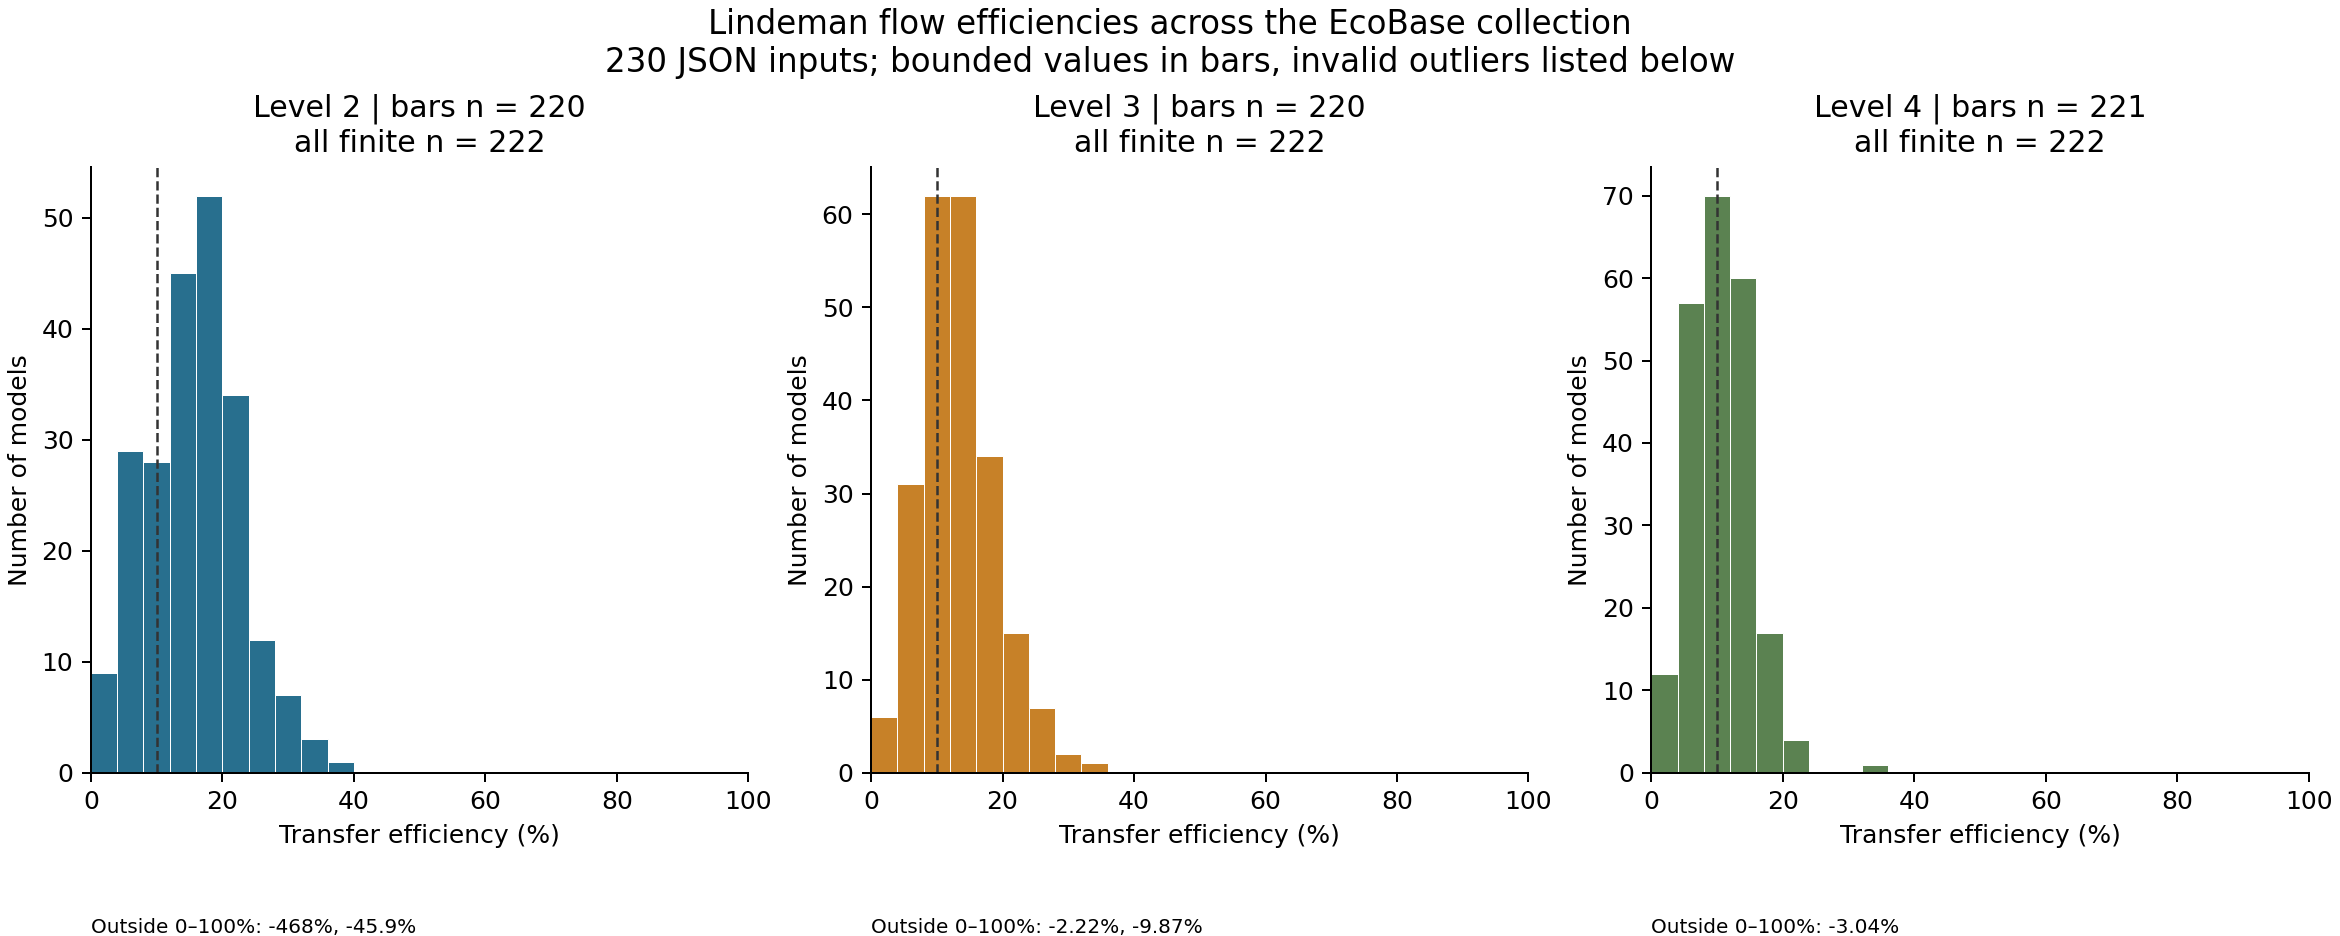 Lindeman flow efficiencies across the EcoBase collection
230 JSON inputs; bounded values in bars, invalid outliers listed below
Level 2 | bars n = 220
all finite n = 222
Number of models
50
40
30
20
10
0
0 20 40 60 80 100
Transfer efficiency (%)
Outside 0–100%: -468%, -45.9%
Level 3 | bars n = 220
all finite n = 222
Number of models
60
50
40
30
20
10
0
0 20 40 60 80 100
Transfer efficiency (%)
Outside 0–100%: -2.22%, -9.87%
Level 4 | bars n = 221
all finite n = 222
Number of models
70
60
50
40
30
20
10
0
0 20 40 60 80 100
Transfer efficiency (%)
Outside 0–100%: -3.04%